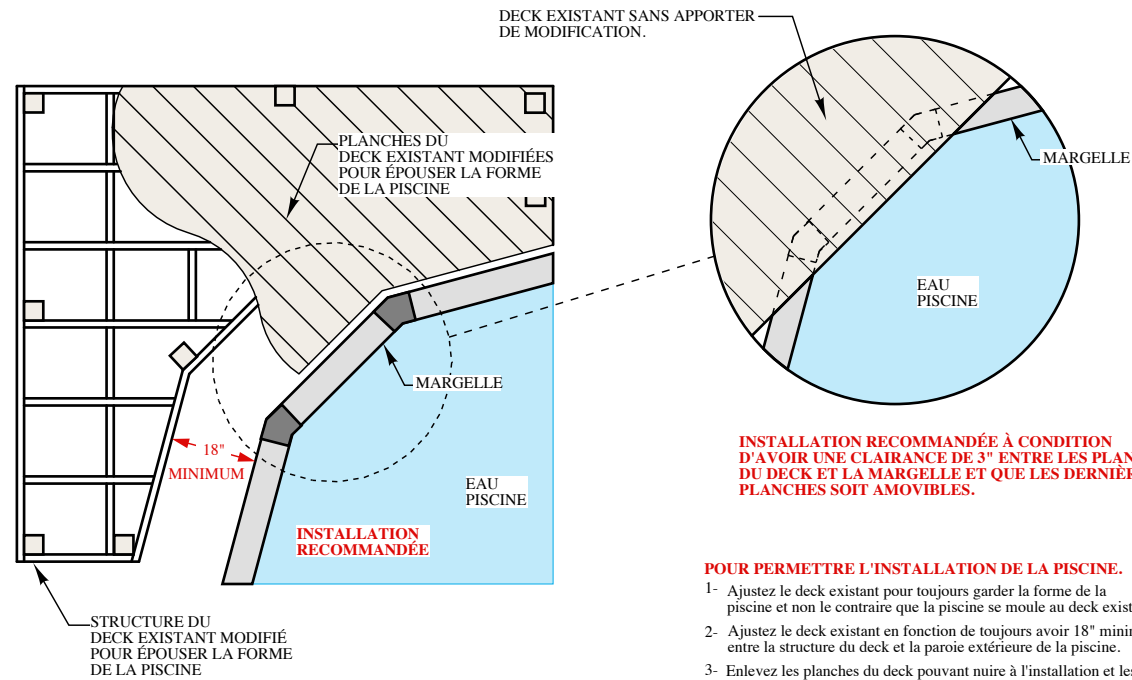 DECK EXISTANT SANS APPORTER
DE MODIFICATION.
PLANCHES DU
DECK EXISTANT MODIFIÉES
POUR ÉPOUSER LA FORME
DE LA PISCINE
MARGELLE
EAU
PISCINE
MARGELLE
18"
MINIMUM
EAU
PISCINE
INSTALLATION
RECOMMANDÉE
STRUCTURE DU
DECK EXISTANT MODIFIÉ
POUR ÉPOUSER LA FORME
DE LA PISCINE
INSTALLATION RECOMMANDÉE À CONDITION
D'AVOIR UNE CLAIRANCE DE 3" ENTRE LES PLAN
DU DECK ET LA MARGELLE ET QUE LES DERNIÈR
PLANCHES SOIT AMOVIBLES.
POUR PERMETTRE L'INSTALLATION DE LA PISCINE.
1- Ajustez le deck existant pour toujours garder la forme de la
piscine et non le contraire que la piscine se moule au deck exist
2- Ajustez le deck existant en fonction de toujours avoir 18" minim
entre la structure du deck et la paroie extérieure de la piscine.
3- Enlevez les planches du deck pouvant nuire à l'installation et les